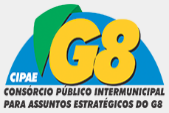 G8
CIPAE
CONSÓRCIO PÚBLICO INTERMUNICIPAL
PARA ASSUNTOS ESTRATÉGICOS DO G8